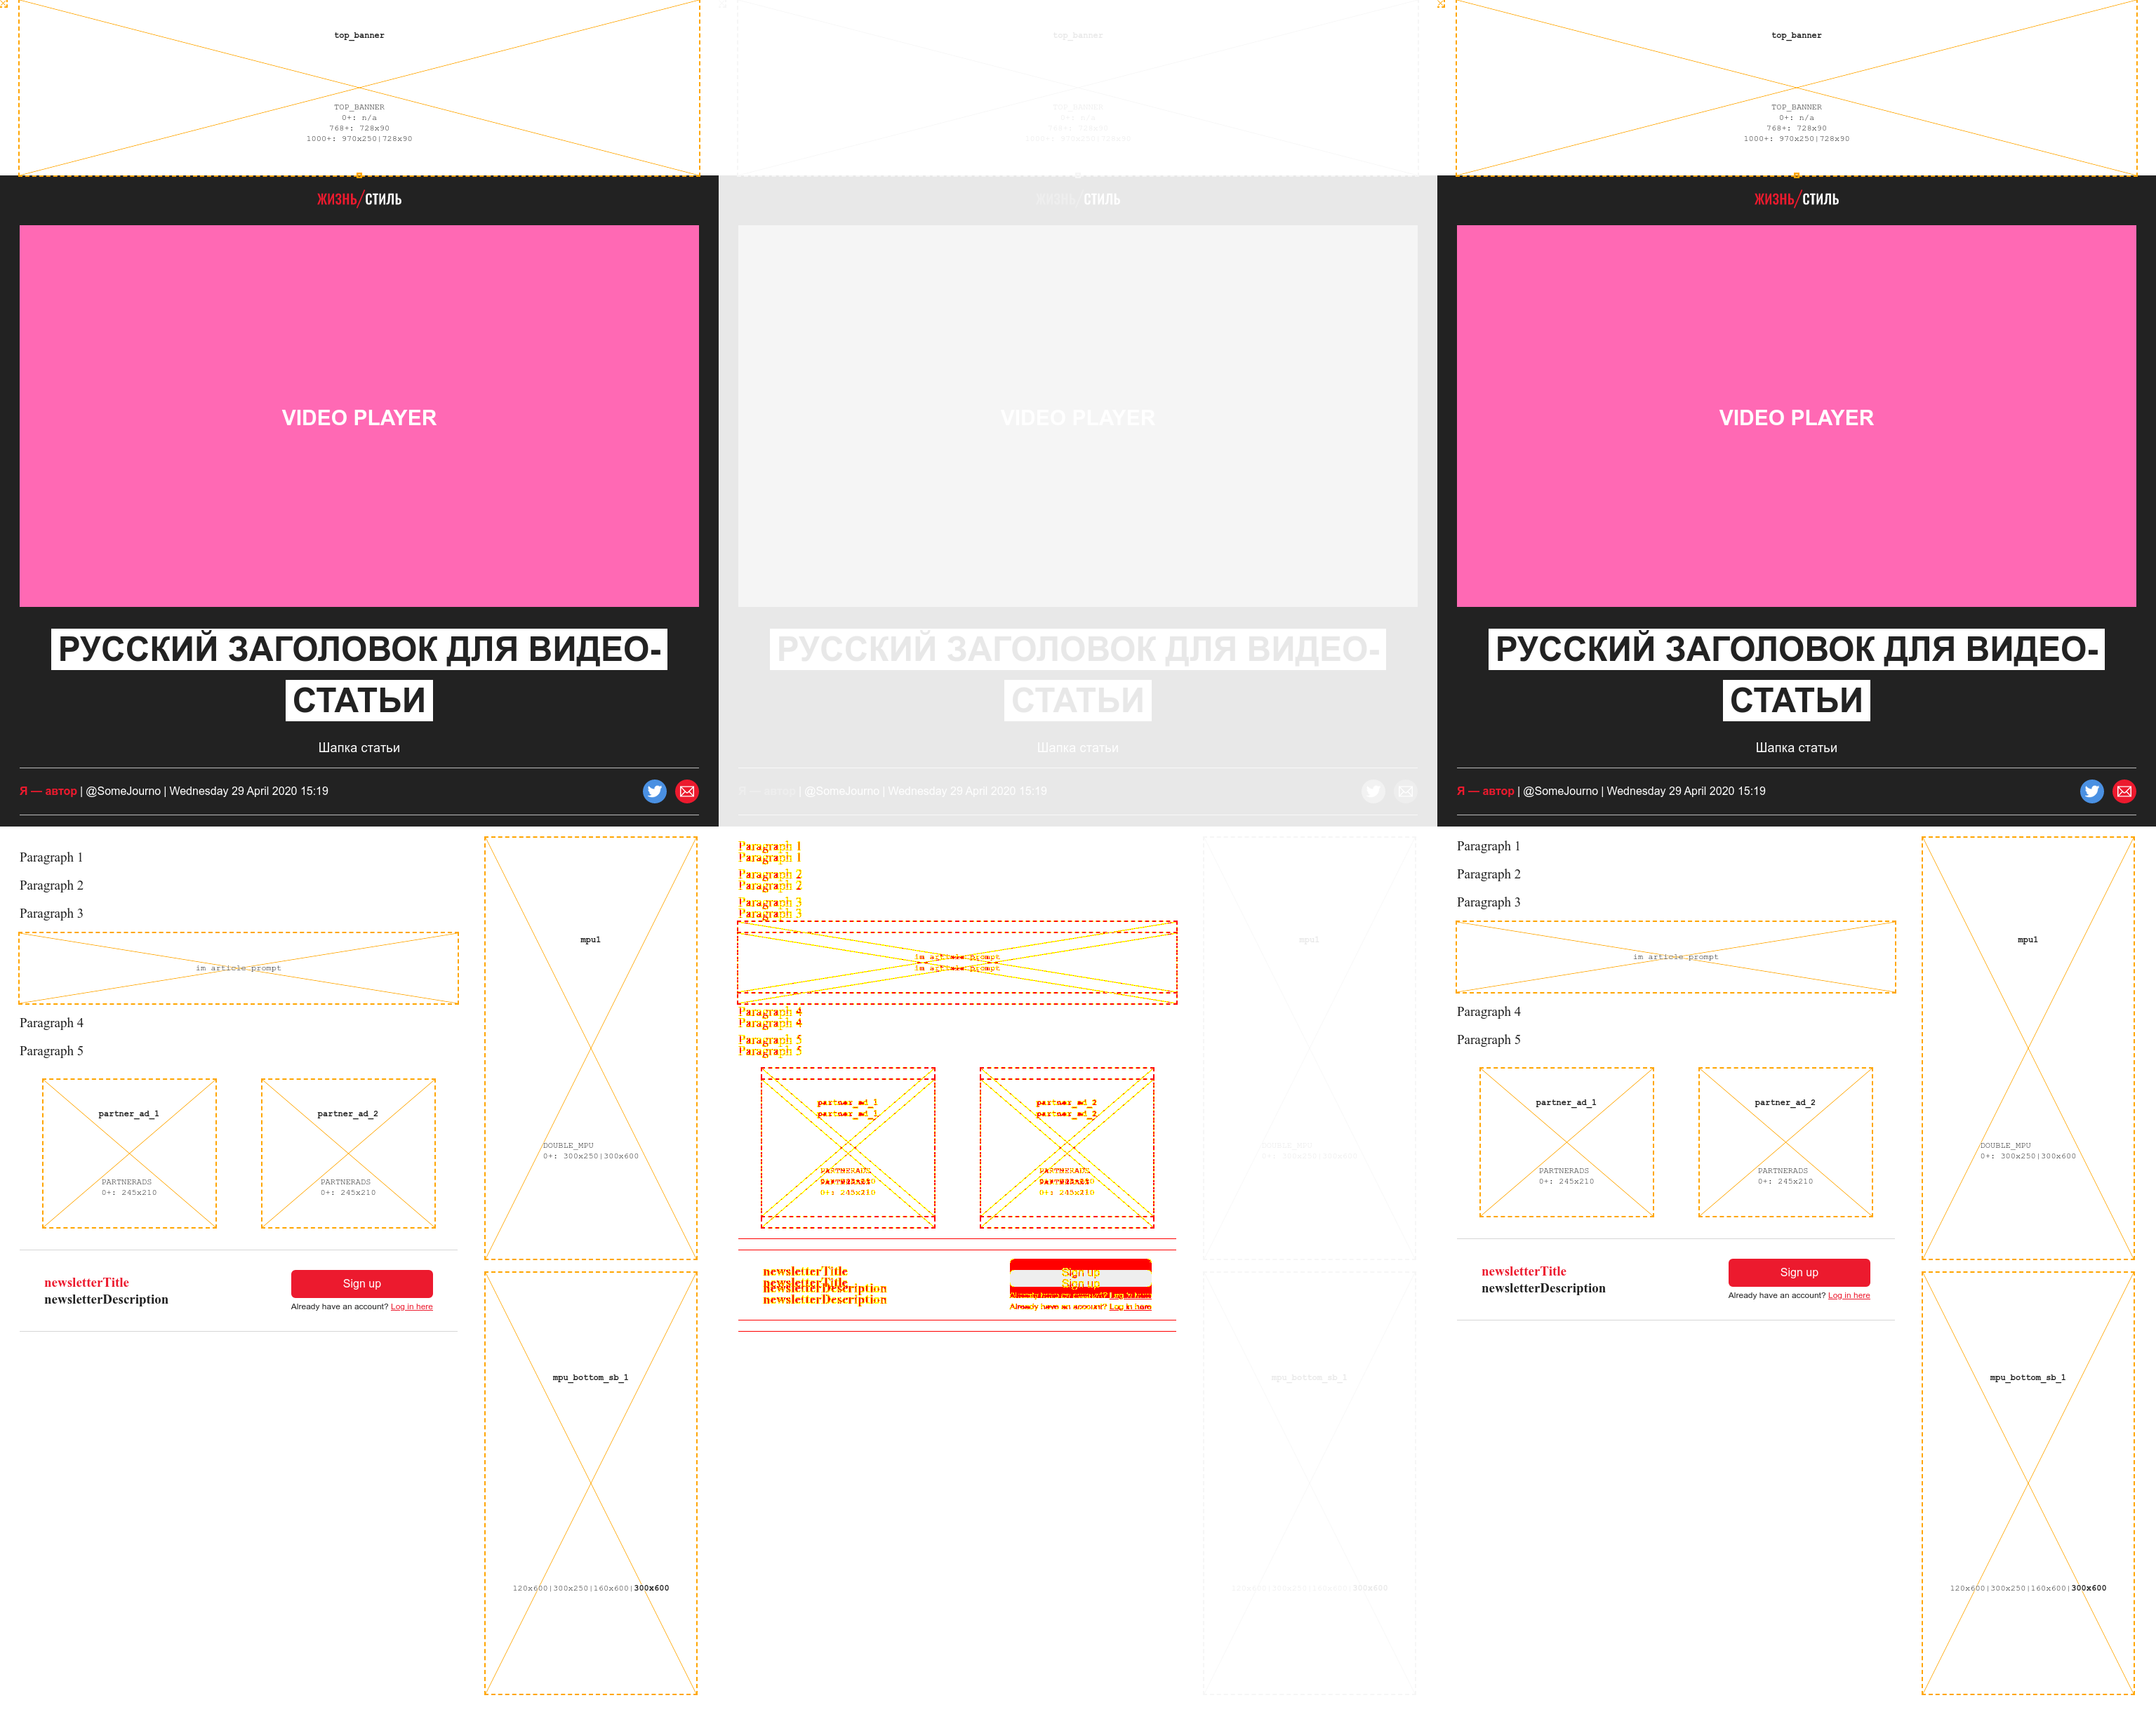 top_banner
TOP_BANNER
0+: n/a
768+: 728x90
1000+: 970x250|728x90
ЖИЗНЬ/СТИЛЬ
VIDEO PLAYER
РУССКИЙ ЗАГОЛОВОК ДЛЯ ВИДЕО-
СТАТЬИ
Шапка статьи
Я — автор | @SomeJourno | Wednesday 29 April 2020 15:19
Paragraph 1
Paragraph 2
Paragraph 3
im article prompt
Paragraph 4
Paragraph 5
partner_ad_1
PARTNERADS
0+: 245x210
partner_ad_2
PARTNERADS
0+: 245x210
newsletterTitle
newsletterDescription
Sign up
Already have an account? Log in here
mpu1
DOUBLE_MPU
0+: 300x250|300x600
mpu_bottom_sb_1
120x600|300x250|160x600|300x600
top_banner
TOP_BANNER
0+: n/a
768+: 728x90
1000+: 970x250|728x90
ЖИЗНЬ/СТИЛЬ
VIDEO PLAYER
РУССКИЙ ЗАГОЛОВОК ДЛЯ ВИДЕО-
СТАТЬИ
Шапка статьи
Я — автор | @SomeJourno | Wednesday 29 April 2020 15:19
Paragraph 1
Paragraph 1
Paragraph 2
Paragraph 2
Paragraph 3
Paragraph 3
im article prompt
im article prompt
Paragraph 4
Paragraph 4
Paragraph 5
Paragraph 5
partner_ad_1
partner_ad_1
PARTNERADS
PARTNERADS
0+: 245x210
partner_ad_2
partner_ad_2
PARTNERADS
PARTNERADS
0+: 245x210
newsletterTitle
newsletterTitle
newsletterDescription
newsletterDescription
Sign up
Sign up
Already have an account? Log in here
Already have an account? Log in here
mpu1
DOUBLE_MPU
0+: 300x250|300x600
mpu_bottom_sb_1
120x600|300x250|160x600|300x600
top_banner
TOP_BANNER
0+: n/a
768+: 728x90
1000+: 970x250|728x90
ЖИЗНЬ/СТИЛЬ
VIDEO PLAYER
РУССКИЙ ЗАГОЛОВОК ДЛЯ ВИДЕО-
СТАТЬИ
Шапка статьи
Я — автор | @SomeJourno | Wednesday 29 April 2020 15:19
Paragraph 1
Paragraph 2
Paragraph 3
im article prompt
Paragraph 4
Paragraph 5
partner_ad_1
PARTNERADS
0+: 245x210
partner_ad_2
PARTNERADS
0+: 245x210
newsletterTitle
newsletterDescription
Sign up
Already have an account? Log in here
mpu1
DOUBLE_MPU
0+: 300x250|300x600
mpu_bottom_sb_1
120x600|300x250|160x600|300x600